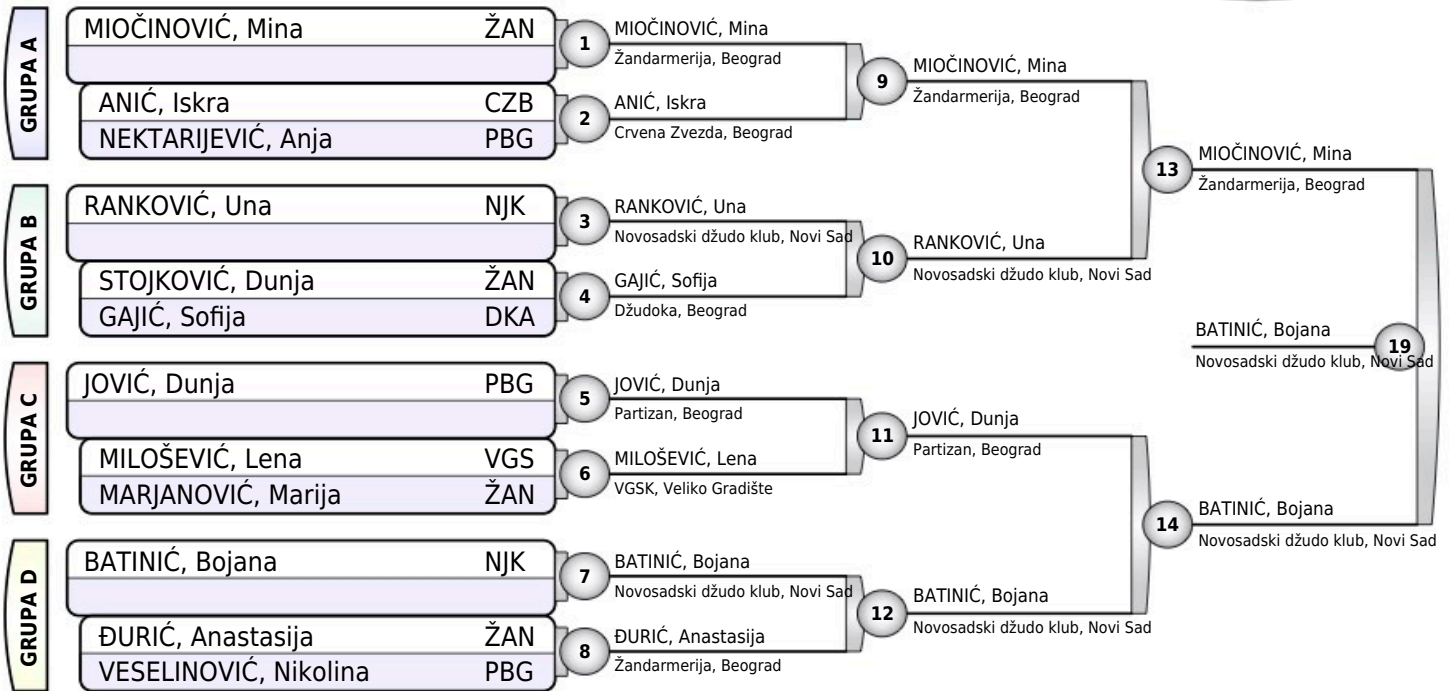 GRUPA A
MIOČINOVIĆ, Mina ŽAN
ANIĆ, Iskra CZB
NEKTARIJEVIĆ, Anja PBG
GRUPA B
RANKOVIĆ, Una NJK
STOJKOVIĆ, Dunja ŽAN
GAJIĆ, Sofija DKA
GRUPA C
JOVIĆ, Dunja PBG
MILOŠEVIĆ, Lena VGS
MARJANOVIĆ, Marija ŽAN
GRUPA D
BATINIĆ, Bojana NJK
ĐURIĆ, Anastasija ŽAN
VESELINOVIĆ, Nikolina PBG
1
MIOČINOVIĆ, Mina
Žandarmerija, Beograd
2
ANIĆ, Iskra
Crvena Zvezda, Beograd
3
RANKOVIĆ, Una
Novosadski džudo klub, Novi Sad
4
GAJIĆ, Sofija
Džudoka, Beograd
5
JOVIĆ, Dunja
Partizan, Beograd
6
MILOŠEVIĆ, Lena
VGSK, Veliko Gradište
7
BATINIĆ, Bojana
Novosadski džudo klub, Novi Sad
8
ĐURIĆ, Anastasija
Žandarmerija, Beograd
9
MIOČINOVIĆ, Mina
Žandarmerija, Beograd
10
RANKOVIĆ, Una
Novosadski džudo klub, Novi Sad
11
JOVIĆ, Dunja
Partizan, Beograd
12
BATINIĆ, Bojana
Novosadski džudo klub, Novi Sad
13
MIOČINOVIĆ, Mina
Žandarmerija, Beograd
14
BATINIĆ, Bojana
Novosadski džudo klub, Novi Sad
BATINIĆ, Bojana
19
Novosadski džudo klub, Novi Sad